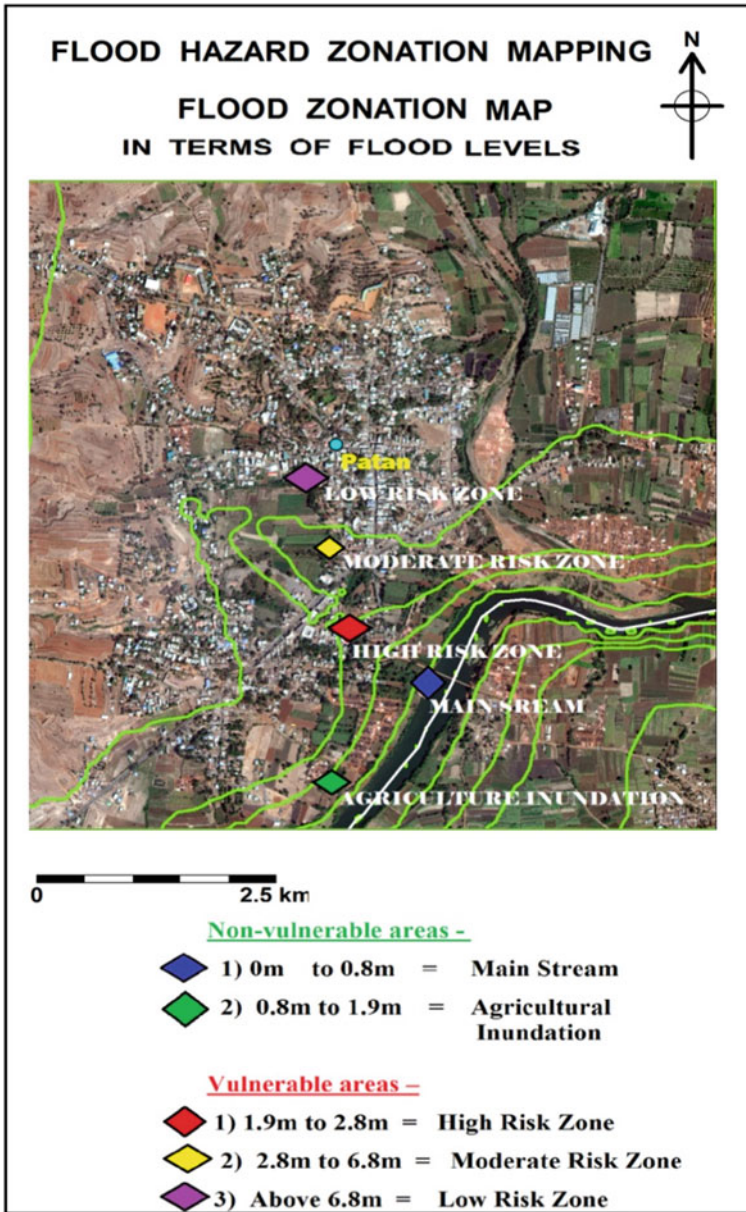 FLOOD HAZARD ZONATION MAPPING
N
FLOOD ZONATION MAP
IN TERMS OF FLOOD LEVELS
Patan
LOW RISK ZONE
MODERATE RISK ZONE
HIGH RISK ZONE
MAIN SREAM
AGRICULTURE INUNDATION
0 2.5 km
Non-vulnerable areas -
1) 0m to 0.8m = Main Stream
2) 0.8m to 1.9m = Agricultural
Inundation
Vulnerable areas –
1) 1.9m to 2.8m = High Risk Zone
2) 2.8m to 6.8m = Moderate Risk Zone
3) Above 6.8m = Low Risk Zone